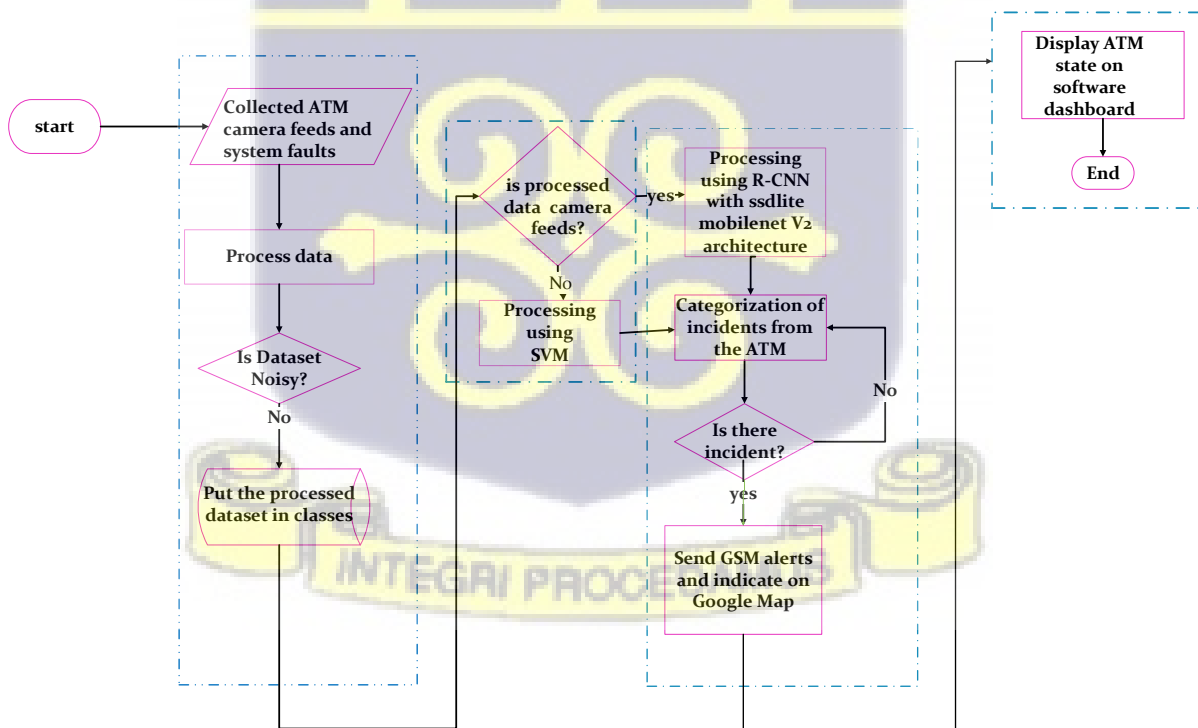 start
Collected ATM
camera feeds and
system faults
Process data
Is Dataset
Noisy?
No
Put the processed
dataset in classes
is processed
data camera
feeds?
yes
No
Processing
using
SVM
Processing
using R-CNN
with ssdlite
mobilenet V2
architecture
Categorization of
incidents from
the ATM
No
Is there
incident?
yes
Send GSM alerts
and indicate on
Google Map
Display ATM
state on
software
dashboard
End
INTEGRI PROCEDAMUS